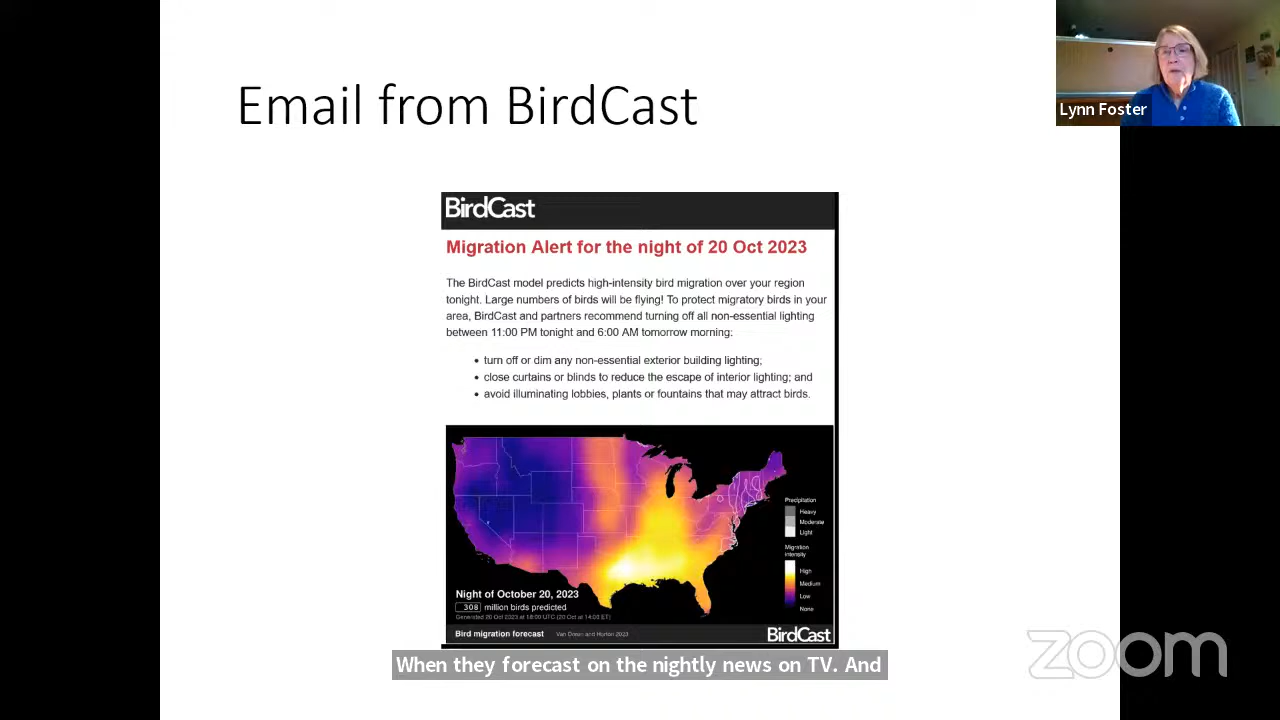 Email from BirdCast
Lynn Foster
BirdCast
Migration Alert for the night of 20 Oct 2023
The BirdCast model predicts high-intensity bird migration over your region
tonight. Large numbers of birds will be flying! To protect migratory birds in your
area, BirdCast and partners recommend turning off all non-essential lighting
between 11:00 PM tonight and 6:00 AM tomorrow morning:
• turn off or dim any non-essential exterior building lighting;
• close curtains or blinds to reduce the escape of interior lighting; and
• avoid illuminating lobbies, plants or fountains that may attract birds.
Precipitation
Heavy
Moderate
Light
Migration
intensity
High
Medium
Low
None
Night of October 20, 2023
308 million birds predicted
Generated 20 Oct 2023 at 18:00 UTC (20 Oct at 14:00 ET)
Bird migration forecast
Van Doren and Horton 2023
BirdCast
When they forecast on the nightly news on TV. And
zoom